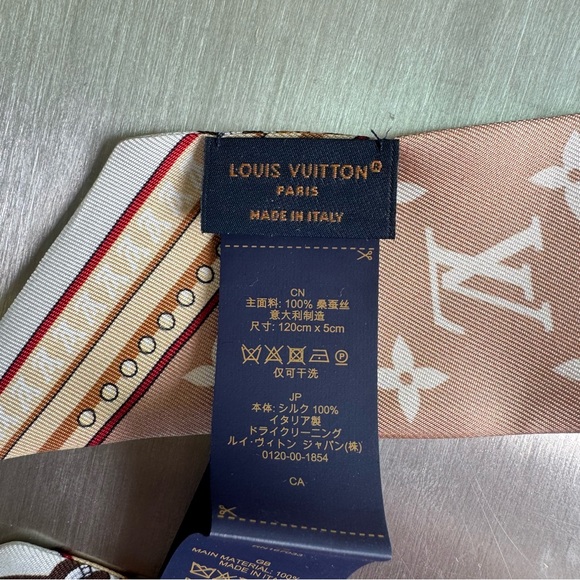 LOUIS VUITTON®
PARIS
MADE IN ITALY
CN
主面料: 100% 桑蚕丝
意大利制造
尺寸: 120cm x 5cm
仅可干洗
JP
本体: シルク 100%
イタリア製
ドライクリーニング
ルイ・ヴィトン ジャパン(株)
0120-00-1854
CA
GB
MAIN MATERIAL: 100%
MADE IN IT
LV